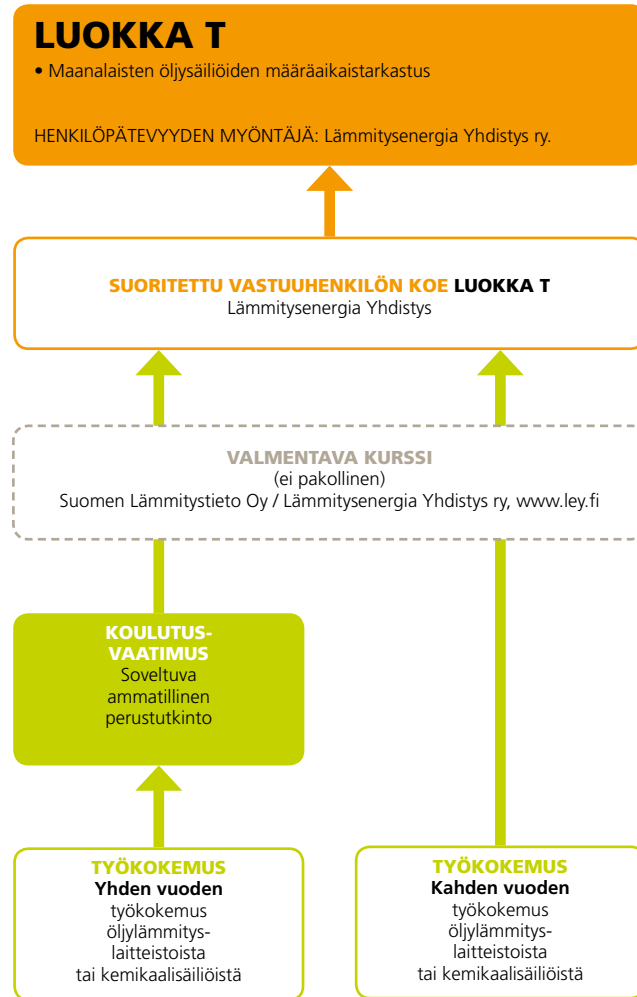 LUOKKA T
• Maanalaisten öljysäiliöiden määräaikaistarkastus
HENKILÖPÄTEVYYDEN MYÖNTÄJÄ: Lämmitysenergia Yhdistys ry.
SUORITETTU VASTUUHENKILÖN KOE LUOKKA T
Lämmitysenergia Yhdistys
VALMENTAVA KURSSI
(ei pakollinen)
Suomen Lämmitystieto Oy / Lämmitysenergia Yhdistys ry, www.ley.fi
KOULUTUS-
VAATIMUS
Soveltuva
ammatillinen
perustutkinto
TYÖKOKEMUS
Yhden vuoden
työkokemus
öljylämmitys-
laitteistoista
tai kemikaalisäiliöistä
TYÖKOKEMUS
Kahden vuoden
työkokemus
öljylämmitys-
laitteistoista
tai kemikaalisäiliöistä